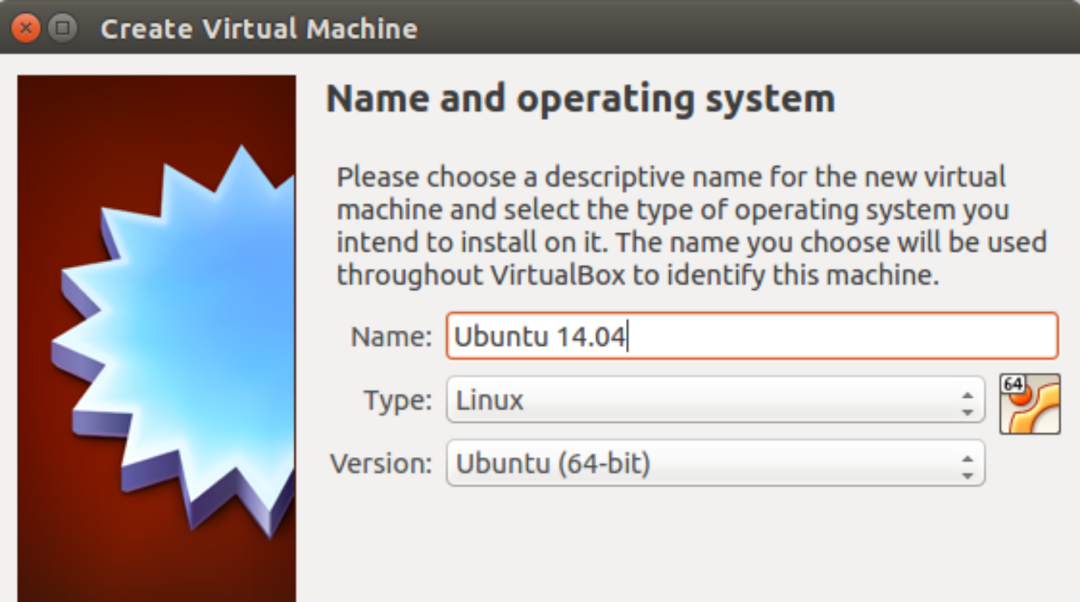 Create Virtual Machine
Name and operating system
Please choose a descriptive name for the new virtual
machine and select the type of operating system you
intend to install on it. The name you choose will be used
throughout VirtualBox to identify this machine.
Name: Ubuntu 14.04
Type: Linux
64
Version: Ubuntu (64-bit)